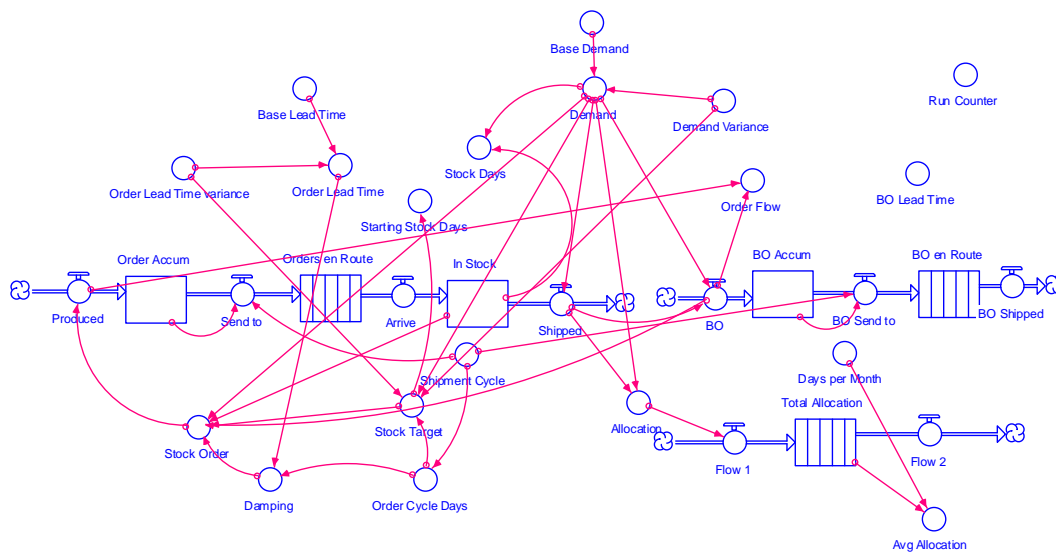 Base Demand
Run Counter
Base Lead Time
Demand
Demand Variance
Stock Days
Order Lead Time variance
Order Lead Time
Order Flow
BO Lead Time
Starting Stock Days
Order Accum
Orders en Route
In Stock
BO Accum
BO en Route
Produced
Send to
Arrive
Shipped
BO
BO Send to
BO Shipped
Shipment Cycle
Days per Month
Total Allocation
Stock Order
Stock Target
Allocation
Flow 1
Flow 2
Damping
Order Cycle Days
Avg Allocation